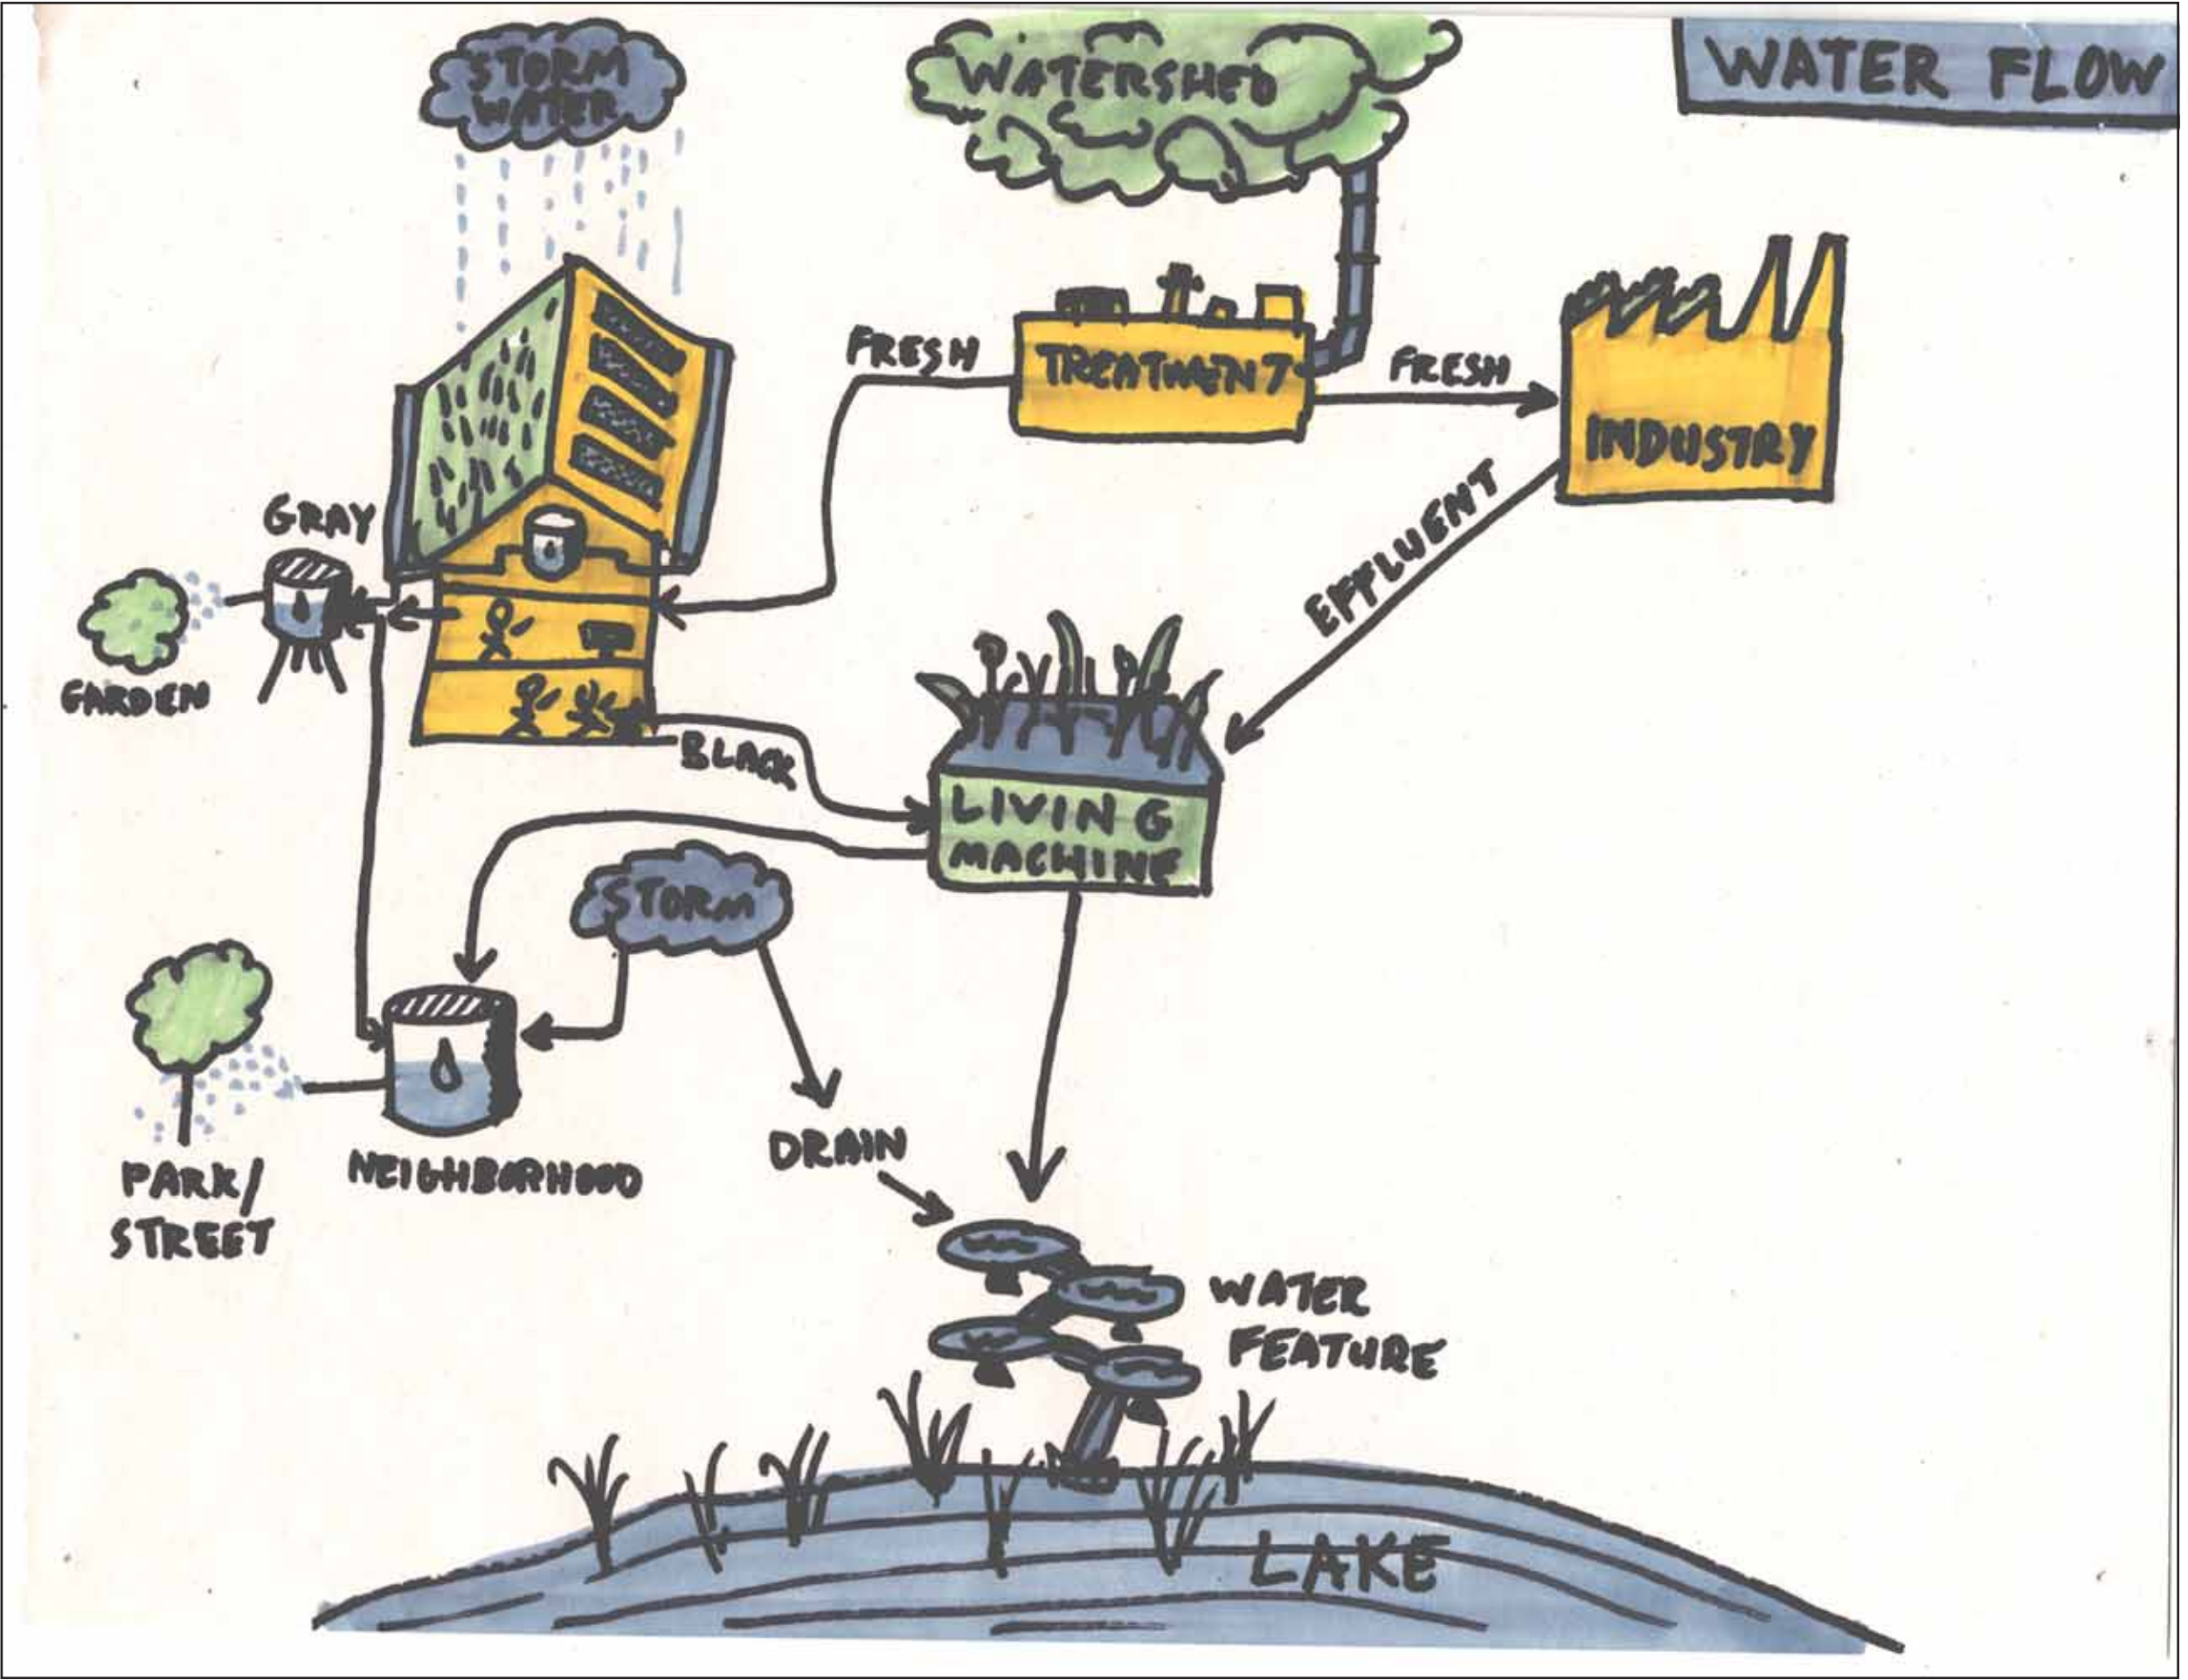 STORM
WATER
WATERSHED
WATER FLOW
FRESH
TREATMENT
FRESH
INDUSTRY
GRAY
EFFLUENT
GARDEN
BLACK
LIVING
MACHINE
STORM
DRAIN
NEIGHBORHOOD
PARK/
STREET
WATER
FEATURE
LAKE